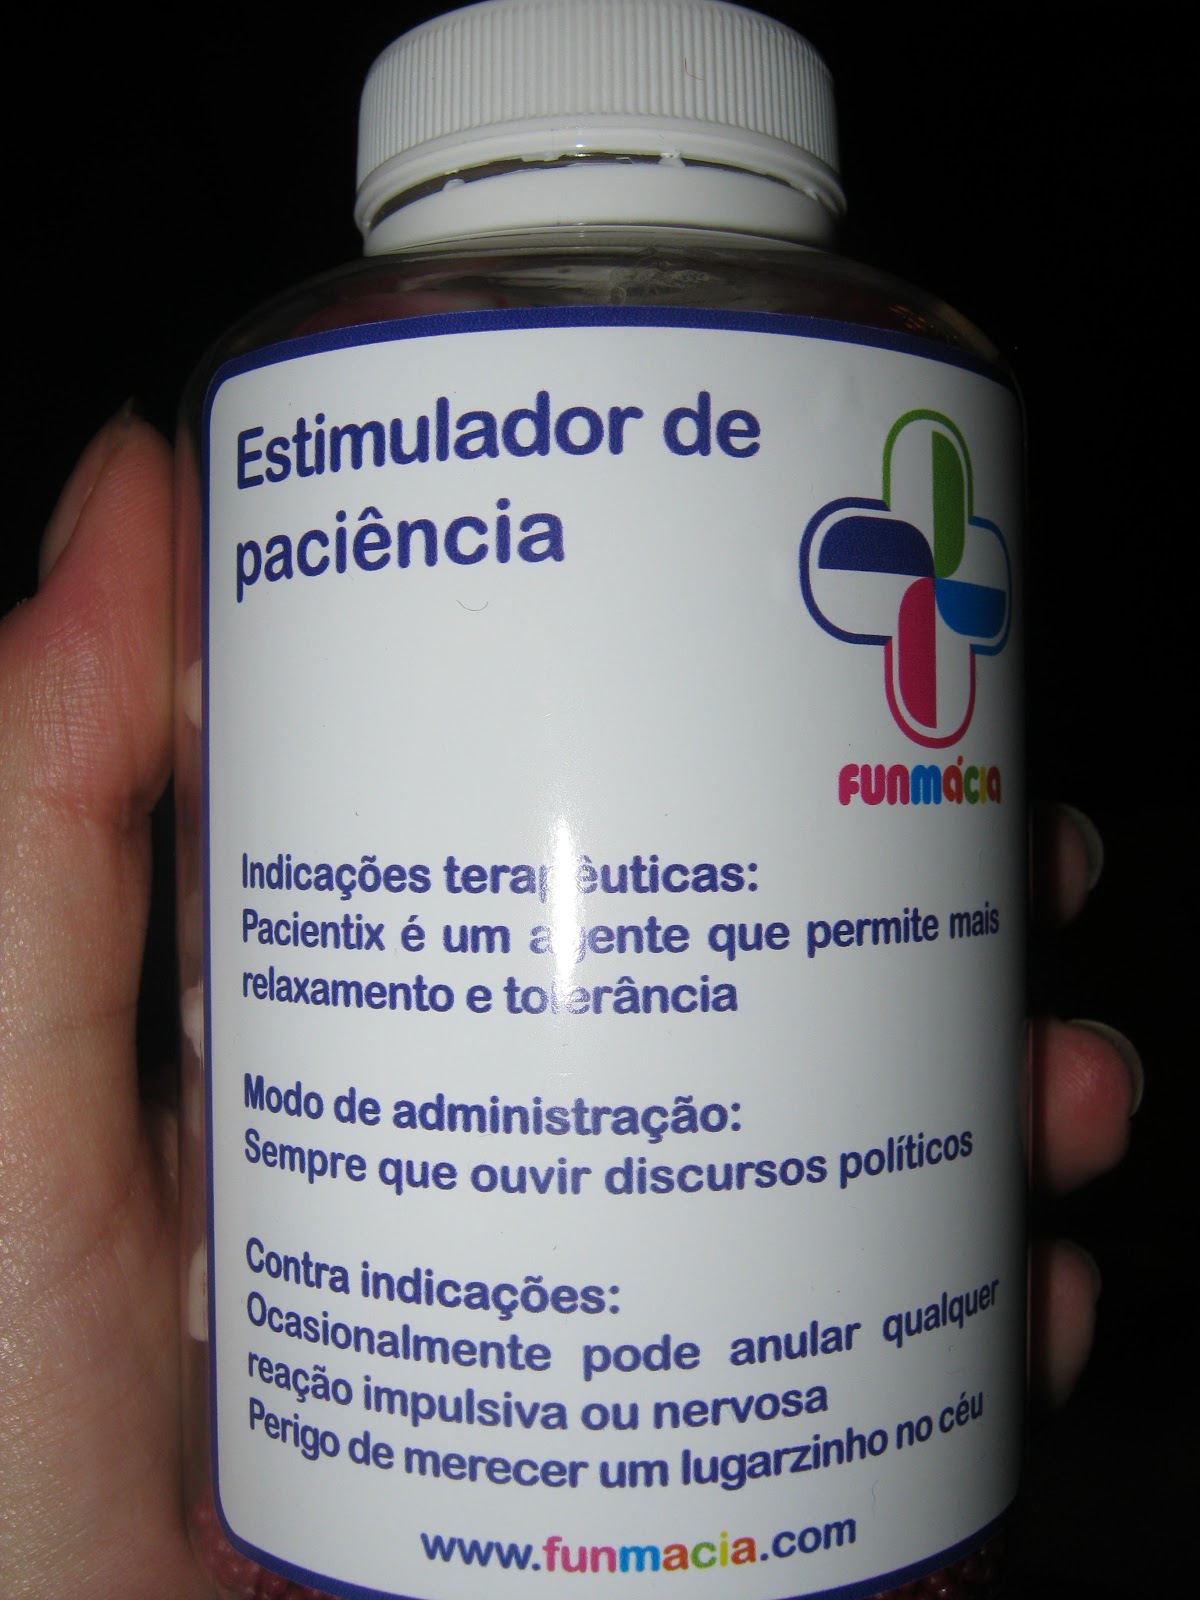 Estimulador de
paciência
FUNMÁCIA
Indicações terapêuticas:
Pacientix é um agente que permite mais
relaxamento e tolerância
Modo de administração:
Sempre que ouvir discursos políticos
Contra indicações:
Ocasionalmente pode anular qualquer
reação impulsiva ou nervosa
Perigo de merecer um lugarzinho no céu
www.funmacia.com